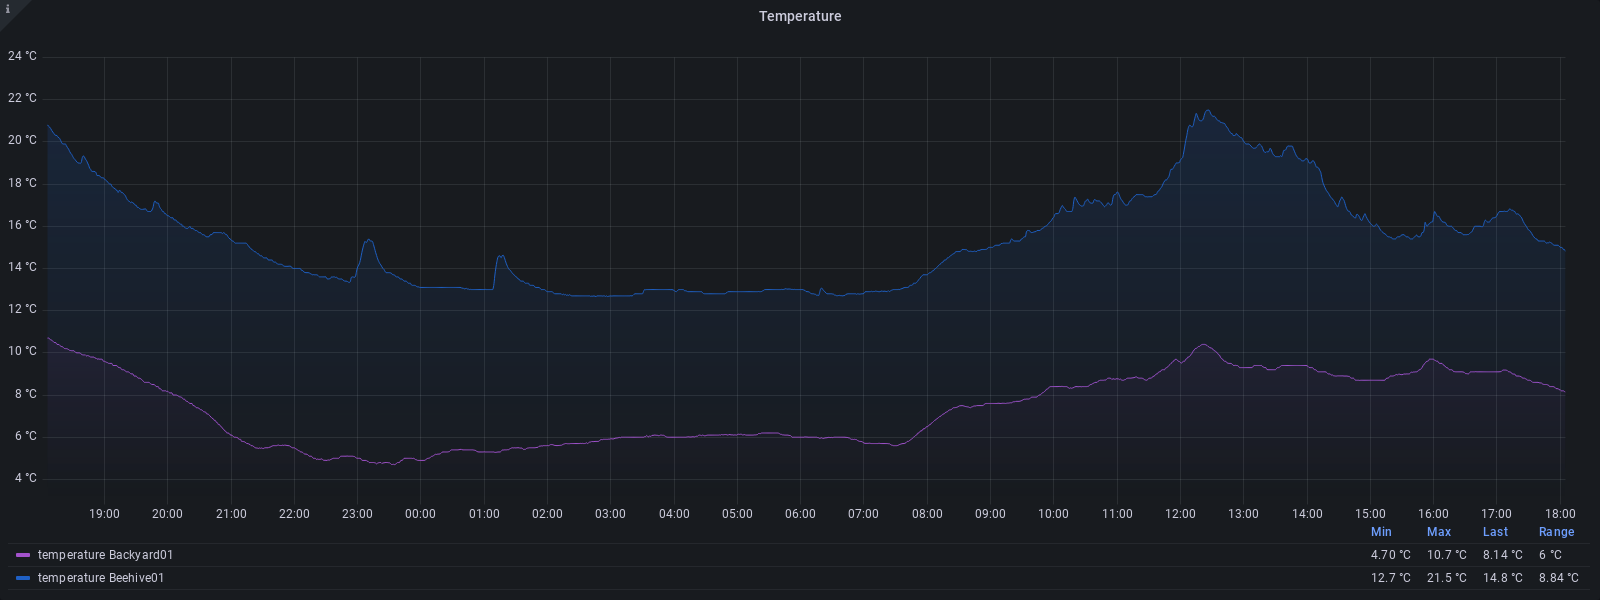 i
Temperature
24 °C
22 °C
20 °C
18 °C
16 °C
14 °C
12 °C
10 °C
8 °C
6 °C
4 °C
19:00 20:00 21:00 22:00 23:00 00:00 01:00 02:00 03:00 04:00 05:00 06:00 07:00 08:00 09:00 10:00 11:00 12:00 13:00 14:00 15:00 16:00 17:00 18:00
Min Max Last Range
temperature Backyard01 4.70 °C 10.7 °C 8.14 °C 6 °C
temperature Beehive01 12.7 °C 21.5 °C 14.8 °C 8.84 °C